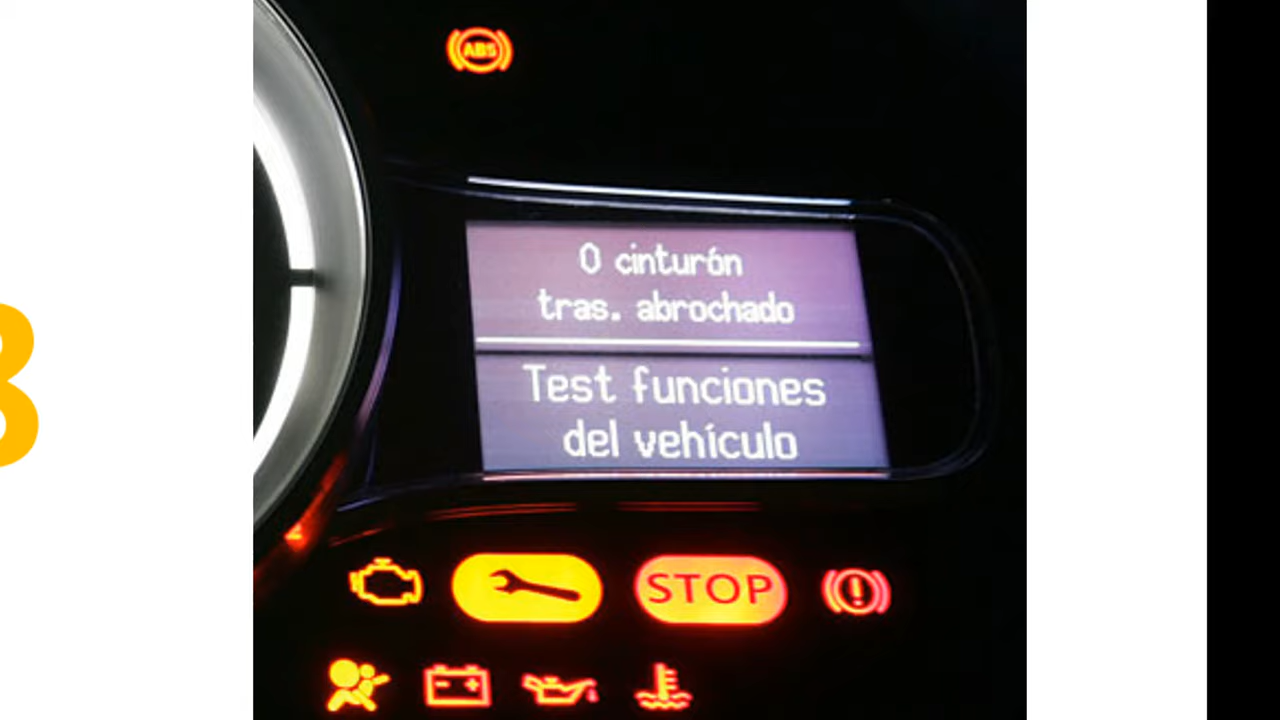 ABS
0 cinturón
tras. abrochado
Test funciones
del vehículo
STOP